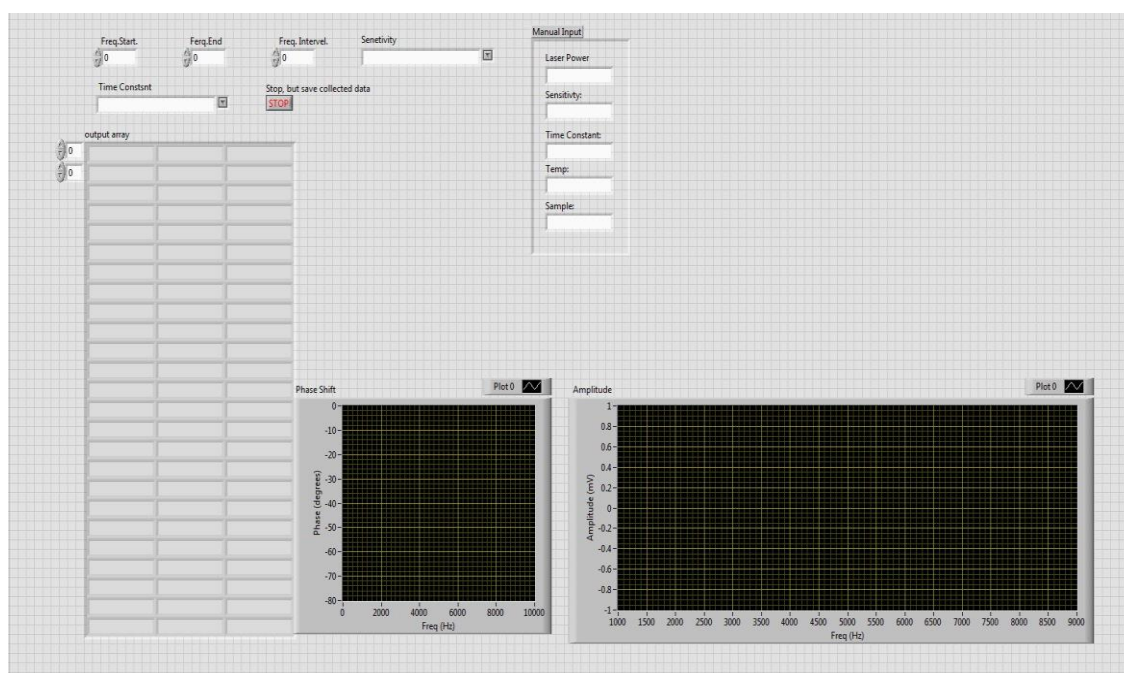 Freq.Start.
Ferq.End
Freq. Intervel.
Senetivity
0
0
0
Time Constsnt
Stop, but save collected data
STOP
output array
0
0
Manual Input
Laser Power
Sensitivity:
Time Constant:
Temp:
Sample:
Phase Shift
Plot 0
0
-10
-20
-30
-40
-50
-60
-70
-80
Phase (degrees)
0 2000 4000 6000 8000 10000
Freq (Hz)
Amplitude
Plot 0
1
0.8
0.6
0.4
0.2
0
-0.2
-0.4
-0.6
-0.8
-1
Amplitude (mV)
1000 1500 2000 2500 3000 3500 4000 4500 5000 5500 6000 6500 7000 7500 8000 8500 9000
Freq (Hz)